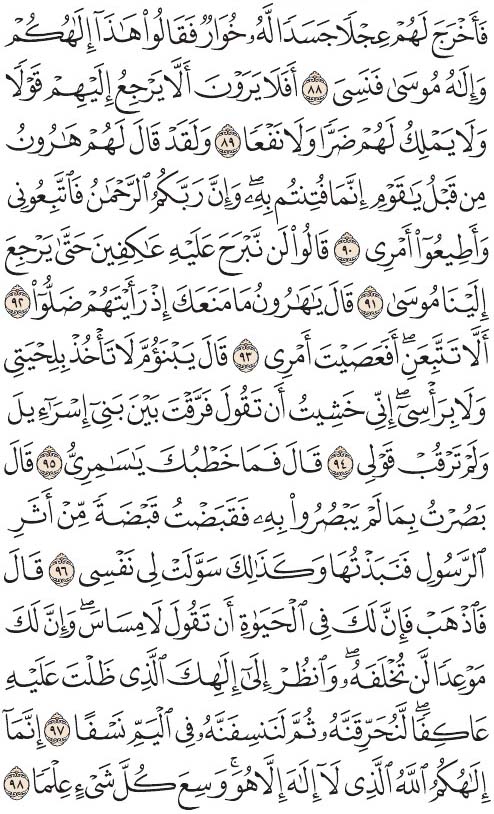 فَأَخۡرَجَ لَهُمۡ عِجۡلٗا جَسَدٗا لَّهُۥ خُوَارٞ فَقَالُواْ هَٰذَآ إِلَٰهُكُمۡ
وَإِلَٰهُ مُوسَىٰ فَنَسِيَ ٨٨ أَفَلَا يَرَوۡنَ أَلَّا يَرۡجِعُ إِلَيۡهِمۡ قَوۡلٗا
وَلَا يَمۡلِكُ لَهُمۡ ضَرّٗا وَلَا نَفۡعٗا ٨٩ وَلَقَدۡ قَالَ لَهُمۡ هَٰرُونُ
مِن قَبۡلُ يَٰقَوۡمِ إِنَّمَا فُتِنتُم بِهِۦۖ وَإِنَّ رَبَّكُمُ ٱلرَّحۡمَٰنُ فَٱتَّبِعُونِي
وَأَطِيعُوٓاْ أَمۡرِي ٩٠ قَالُواْ لَن نَّبۡرَحَ عَلَيۡهِ عَٰكِفِينَ حَتَّىٰ يَرۡجِعَ
إِلَيۡنَا مُوسَىٰ ٩١ قَالَ يَٰهَٰرُونُ مَا مَنَعَكَ إِذۡ رَأَيۡتَهُمۡ ضَلُّوٓاْ ٩٢
أَلَّا تَتَّبِعَنِۖ أَفَعَصَيۡتَ أَمۡرِي ٩٣ قَالَ يَبۡنَؤُمَّ لَا تَأۡخُذۡ بِلِحۡيَتِي
وَلَا بِرَأۡسِيٓۖ إِنِّي خَشِيتُ أَن تَقُولَ فَرَّقۡتَ بَيۡنَ بَنِيٓ إِسۡرَٰٓءِيلَ
وَلَمۡ تَرۡقُبۡ قَوۡلِي ٩٤ قَالَ فَمَا خَطۡبُكَ يَٰسَٰمِرِيُّ ٩٥ قَالَ
بَصُرۡتُ بِمَا لَمۡ يَبۡصُرُواْ بِهِۦ فَقَبَضۡتُ قَبۡضَةٗ مِّنۡ أَثَرِ
ٱلرَّسُولِ فَنَبَذۡتُهَا وَكَذَٰلِكَ سَوَّلَتۡ لِي نَفۡسِي ٩٦ قَالَ
فَٱذۡهَبۡ فَإِنَّ لَكَ فِي ٱلۡحَيَوٰةِ أَن تَقُولَ لَا مِسَاسَۖ وَإِنَّ لَكَ
مَوۡعِدٗا لَّن تُخۡلَفَهُۥۖ وَٱنظُرۡ إِلَىٰٓ إِلَٰهِكَ ٱلَّذِي ظَلۡتَ عَلَيۡهِ
عَاكِفٗاۖ لَّنُحَرِّقَنَّهُۥ ثُمَّ لَنَنسِفَنَّهُۥ فِي ٱلۡيَمِّ نَسۡفًا ٩٧ إِنَّمَآ
إِلَٰهُكُمُ ٱللَّهُ ٱلَّذِي لَآ إِلَٰهَ إِلَّا هُوَۚ وَسِعَ كُلَّ شَيۡءٍ عِلۡمٗا ٩٨